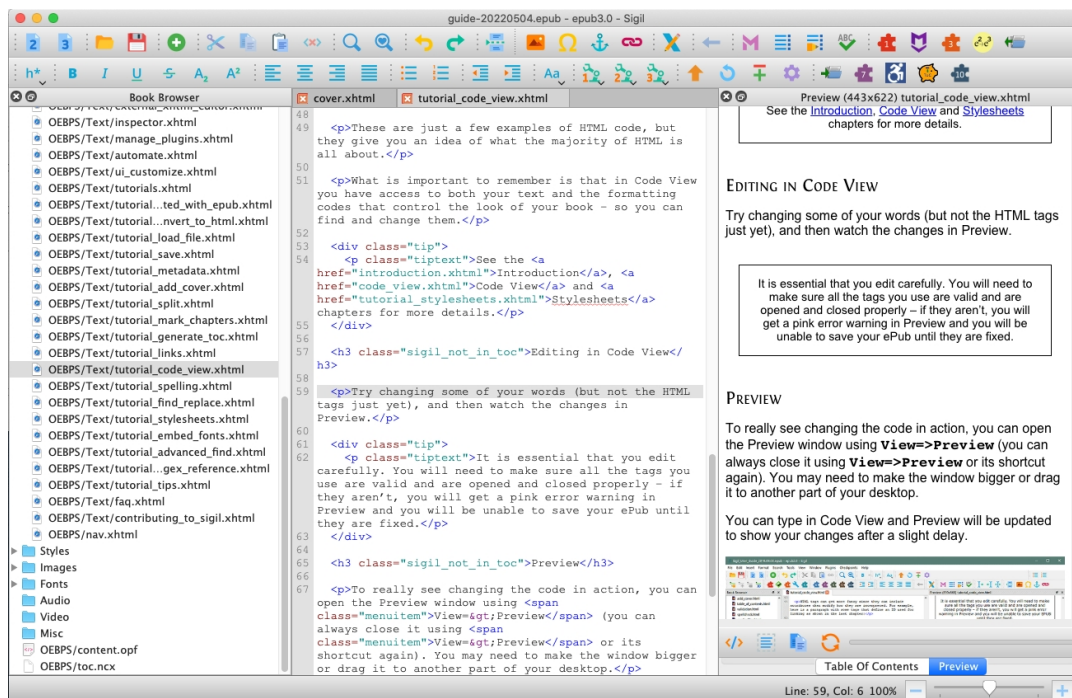 guide-20220504.epub - epub3.0 - Sigil
2 3 ABC
h* B I U S A₂ A² Aa 1. 2. 3.
Book Browser
OEBPS/Text/external_xhtml_editor.xhtml
OEBPS/Text/inspector.xhtml
OEBPS/Text/manage_plugins.xhtml
OEBPS/Text/automate.xhtml
OEBPS/Text/ui_customize.xhtml
OEBPS/Text/tutorials.xhtml
OEBPS/Text/tutorial...ted_with_epub.xhtml
OEBPS/Text/tutorial...nvert_to_html.xhtml
OEBPS/Text/tutorial_load_file.xhtml
OEBPS/Text/tutorial_save.xhtml
OEBPS/Text/tutorial_metadata.xhtml
OEBPS/Text/tutorial_add_cover.xhtml
OEBPS/Text/tutorial_split.xhtml
OEBPS/Text/tutorial_mark_chapters.xhtml
OEBPS/Text/tutorial_generate_toc.xhtml
OEBPS/Text/tutorial_links.xhtml
OEBPS/Text/tutorial_code_view.xhtml
OEBPS/Text/tutorial_spelling.xhtml
OEBPS/Text/tutorial_find_replace.xhtml
OEBPS/Text/tutorial_stylesheets.xhtml
OEBPS/Text/tutorial_embed_fonts.xhtml
OEBPS/Text/tutorial_advanced_find.xhtml
OEBPS/Text/tutorial...gex_reference.xhtml
OEBPS/Text/tutorial_tips.xhtml
OEBPS/Text/faq.xhtml
OEBPS/Text/contributing_to_sigil.xhtml
OEBPS/nav.xhtml
Styles
Images
Fonts
Audio
Video
Misc
OEBPS/content.opf
OEBPS/toc.ncx
cover.xhtml
tutorial_code_view.xhtml
48
49 <p>These are just a few examples of HTML code, but
they give you an idea of what the majority of HTML is
all about.</p>
50
51 <p>What is important to remember is that in Code View
you have access to both your text and the formatting
codes that control the look of your book – so you can
find and change them.</p>
52
53 <div class="tip">
54 <p class="tiptext">See the <a
href="introduction.xhtml">Introduction</a>, <a
href="code_view.xhtml">Code View</a> and <a
href="tutorial_stylesheets.xhtml">Stylesheets</a>
chapters for more details.</p>
55 </div>
56
57 <h3 class="sigil_not_in_toc">Editing in Code View</
h3>
58
59 <p>Try changing some of your words (but not the HTML
tags just yet), and then watch the changes in
Preview.</p>
60
61 <div class="tip">
62 <p class="tiptext">It is essential that you edit
carefully. You will need to make sure all the tags you
use are valid and are opened and closed properly – if
they aren't, you will get a pink error warning in
Preview and you will be unable to save your ePub until
they are fixed.</p>
63 </div>
64
65 <h3 class="sigil_not_in_toc">Preview</h3>
66
67 <p>To really see changing the code in action, you can
open the Preview window using <span
class="menuitem">View=&gt;Preview</span> (you can
always close it using <span
class="menuitem">View=&gt;Preview</span> or its
shortcut again). You may need to make the window bigger
or drag it to another part of your desktop.</p>
Preview (443x622) tutorial_code_view.xhtml
See the Introduction, Code View and Stylesheets
chapters for more details.
EDITING IN CODE VIEW
Try changing some of your words (but not the HTML tags
just yet), and then watch the changes in Preview.
It is essential that you edit carefully. You will need to
make sure all the tags you use are valid and are
opened and closed properly – if they aren't, you will
get a pink error warning in Preview and you will be
unable to save your ePub until they are fixed.
PREVIEW
To really see changing the code in action, you can open
the Preview window using View=>Preview (you can
always close it using View=>Preview or its shortcut
again). You may need to make the window bigger or drag
it to another part of your desktop.
You can type in Code View and Preview will be updated
to show your changes after a slight delay.
Table Of Contents
Preview
Line: 59, Col: 6 100%